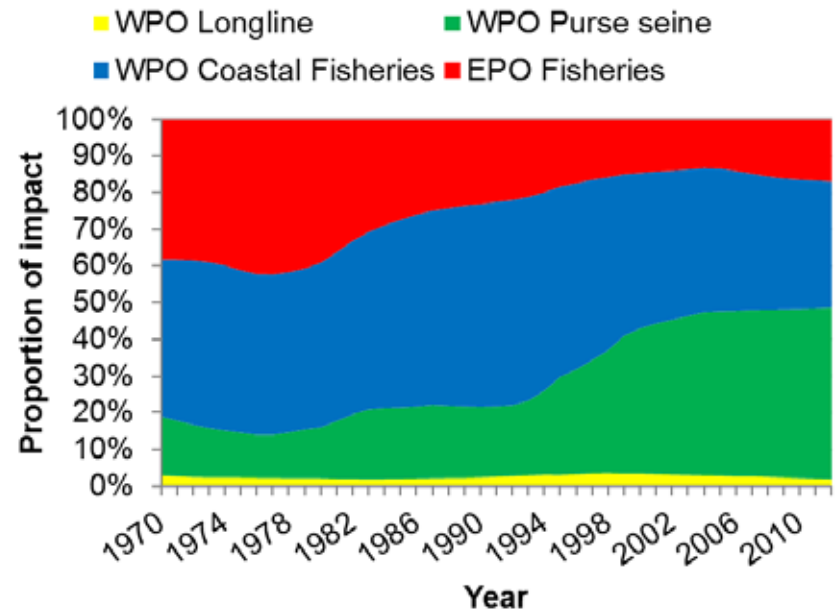 WPO Longline WPO Purse seine
WPO Coastal Fisheries EPO Fisheries
100%
90%
80%
70%
60%
50%
40%
30%
20%
10%
0%
Proportion of impact
1970 1974 1978 1982 1986 1990 1994 1998 2002 2006 2010
Year